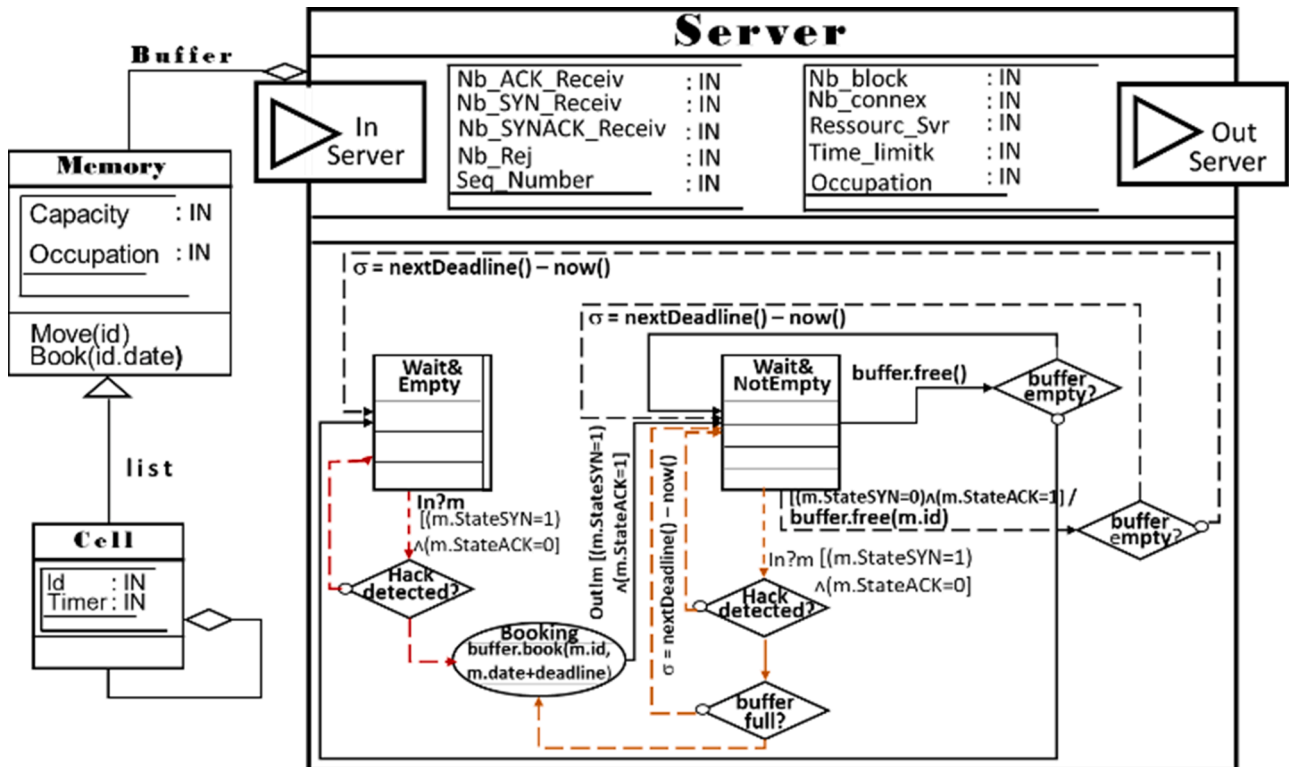 Server
Buffer
In
Server
Nb_ACK_Receiv : IN
Nb_SYN_Receiv : IN
Nb_SYNACK_Receiv : IN
Nb_Rej : IN
Seq_Number : IN
Nb_block : IN
Nb_connex : IN
Ressourc_Svr : IN
Time_limitk : IN
Occupation : IN
Out
Server
Memory
Capacity : IN
Occupation : IN
Move(id)
Book(id.date)
list
Cell
Id : IN
Timer : IN
σ = nextDeadline() – now()
σ = nextDeadline() – now()
Wait&
Empty
Wait&
NotEmpty
buffer.free()
buffer
empty?
In?m
[(m.StateSYN=1)
∧(m.StateACK=0]
Hack
detected?
Out!m [(m.StateSYN=1)
∧(m.StateACK=1]
σ = nextDeadline() – now()
[(m.StateSYN=0)∧(m.StateACK=1] /
buffer.free(m.id)
buffer
empty?
In?m [(m.StateSYN=1)
∧(m.StateACK=0]
Hack
detected?
Booking
buffer.book(m.id,
m.date+deadline)
buffer
full?